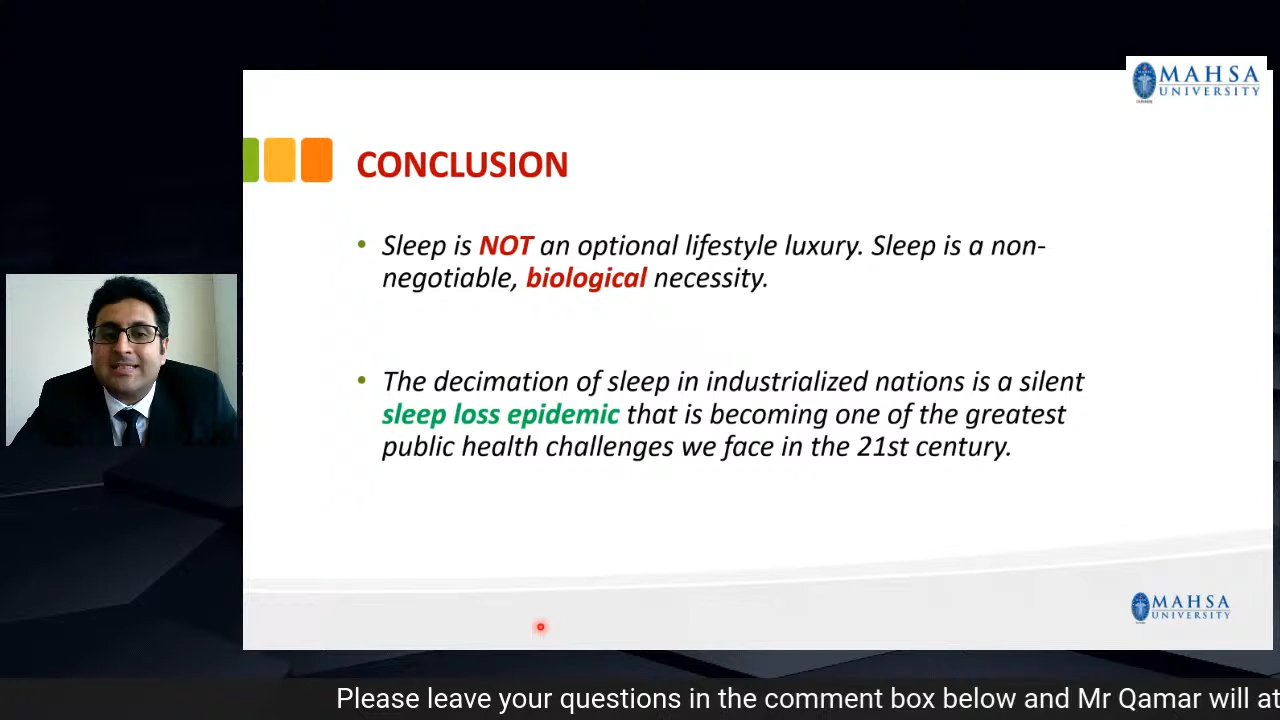 MAHSA
UNIVERSITY
CONCLUSION
• Sleep is NOT an optional lifestyle luxury. Sleep is a non-
negotiable, biological necessity.
• The decimation of sleep in industrialized nations is a silent
sleep loss epidemic that is becoming one of the greatest
public health challenges we face in the 21st century.
MAHSA
UNIVERSITY
Please leave your questions in the comment box below and Mr Qamar will at